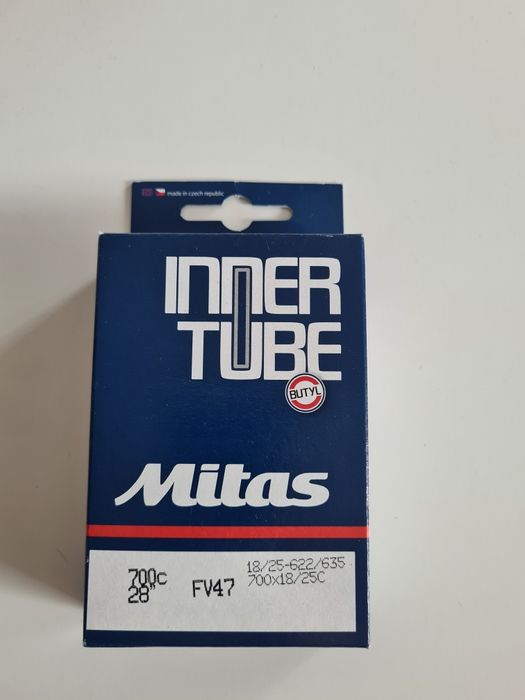 made in czech republic
INNER
TUBE
BUTYL
Mitas
700c
28"
FV47
18/25-622/635
700x18/25C